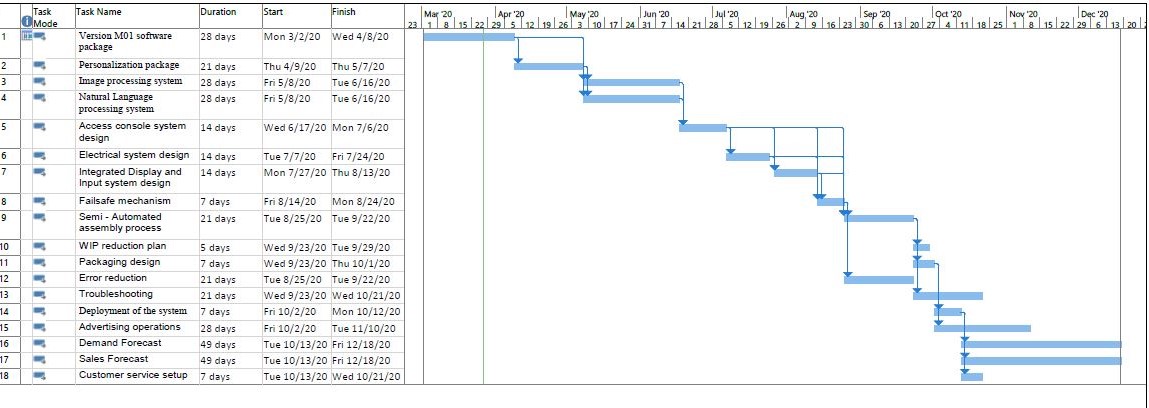 Task Mode Task Name Duration Start Finish
Mar '20 Apr '20 May '20 Jun '20 Jul '20 Aug '20 Sep '20 Oct '20 Nov '20 Dec '20
23 1 8 15 22 29 5 12 19 26 3 10 17 24 31 7 14 21 28 5 12 19 26 2 9 16 23 30 6 13 20 27 4 11 18 25 1 8 15 22 29 6 13 20
1 Version M01 software package 28 days Mon 3/2/20 Wed 4/8/20
2 Personalization package 21 days Thu 4/9/20 Thu 5/7/20
3 Image processing system 28 days Fri 5/8/20 Tue 6/16/20
4 Natural Language processing system 28 days Fri 5/8/20 Tue 6/16/20
5 Access console system design 14 days Wed 6/17/20 Mon 7/6/20
6 Electrical system design 14 days Tue 7/7/20 Fri 7/24/20
7 Integrated Display and Input system design 14 days Mon 7/27/20 Thu 8/13/20
8 Failsafe mechanism 7 days Fri 8/14/20 Mon 8/24/20
9 Semi - Automated assembly process 21 days Tue 8/25/20 Tue 9/22/20
10 WIP reduction plan 5 days Wed 9/23/20 Tue 9/29/20
11 Packaging design 7 days Wed 9/23/20 Thu 10/1/20
12 Error reduction 21 days Tue 8/25/20 Tue 9/22/20
13 Troubleshooting 21 days Wed 9/23/20 Wed 10/21/20
14 Deployment of the system 7 days Fri 10/2/20 Mon 10/12/20
15 Advertising operations 28 days Fri 10/2/20 Tue 11/10/20
16 Demand Forecast 49 days Tue 10/13/20 Fri 12/18/20
17 Sales Forecast 49 days Tue 10/13/20 Fri 12/18/20
18 Customer service setup 7 days Tue 10/13/20 Wed 10/21/20